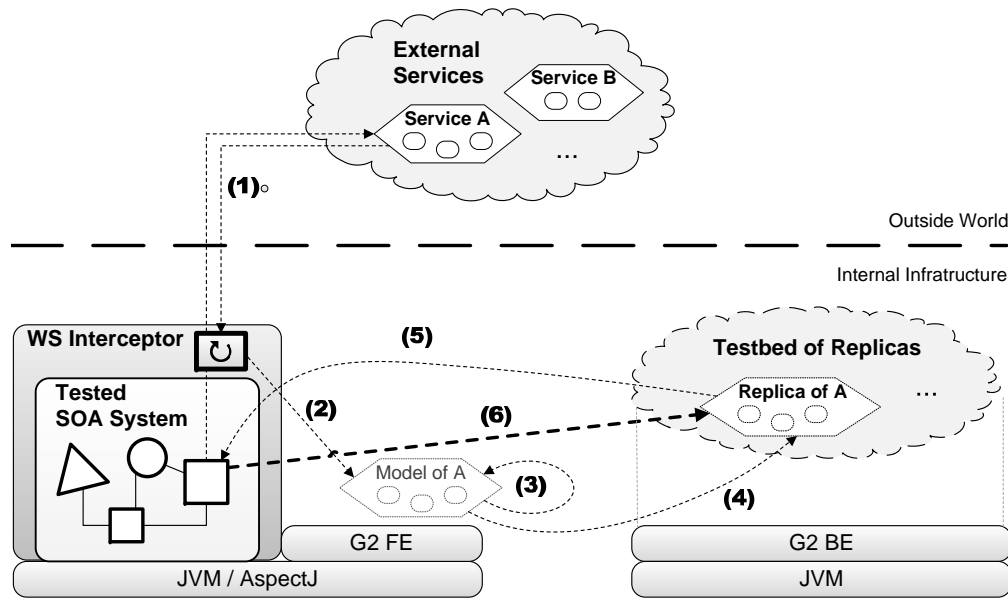 External
Services
Service B
Service A
...
(1)
Outside World
Internal Infratructure
WS Interceptor
(5)
Testbed of Replicas
Tested
SOA System
Replica of A
...
(2)
(6)
Model of A
(3)
(4)
G2 FE
G2 BE
JVM / AspectJ
JVM